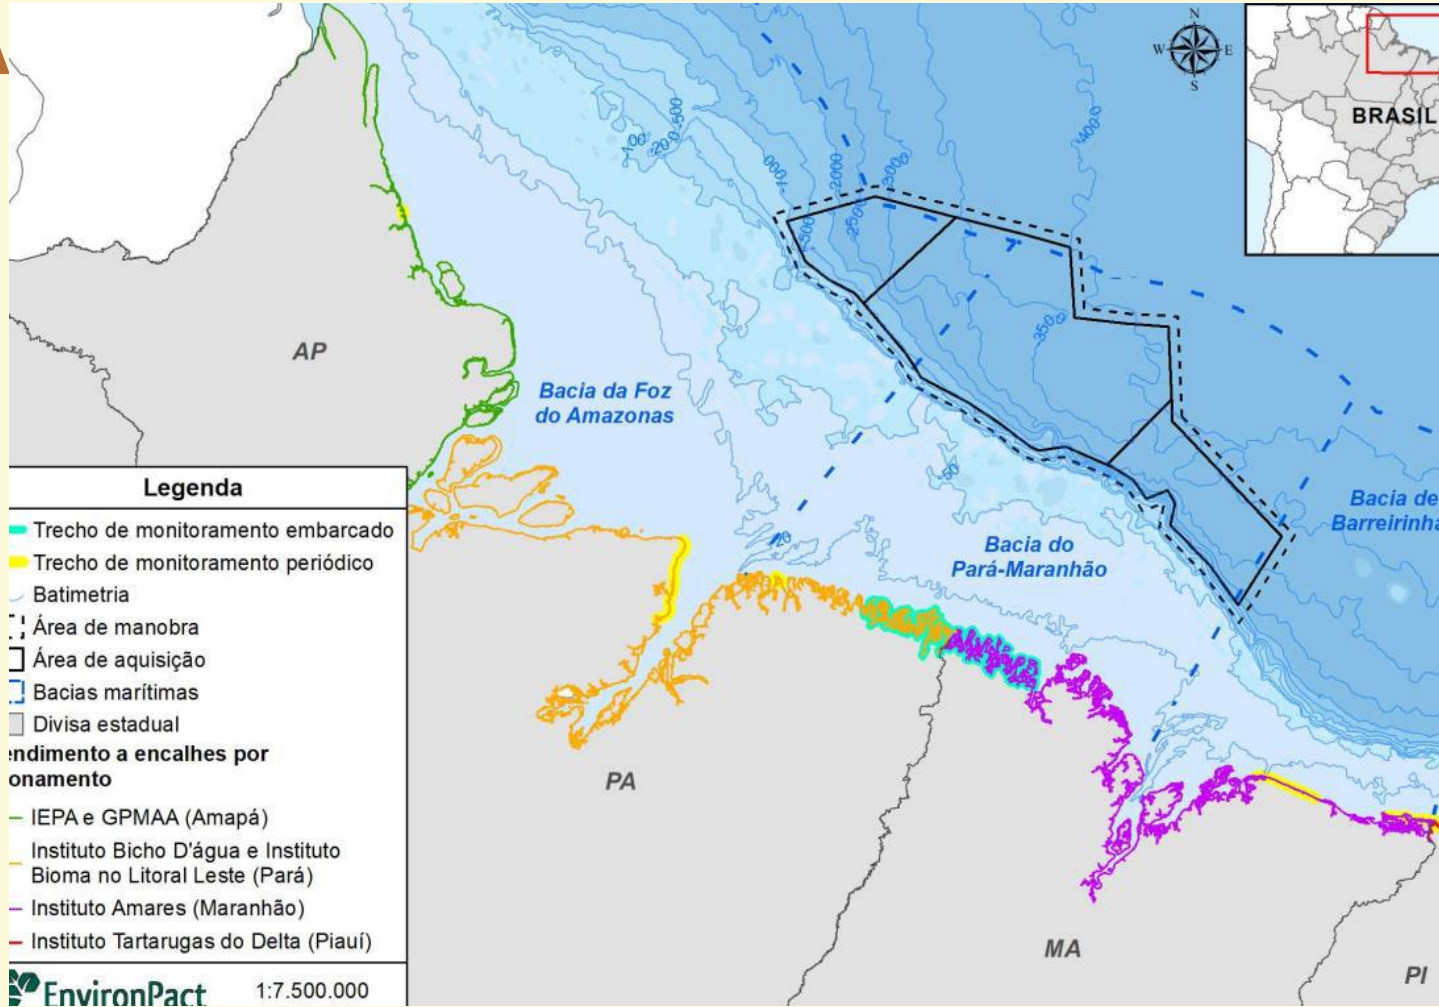 N
W E
S
BRASIL
-100
-200
-500
-1000
-2000
-3000
-4000
-2500
-500
-3500
AP
Bacia da Foz
do Amazonas
-50
-20
Bacia do
Pará-Maranhão
Bacia de
Barreirinha
PA
MA
PI
Legenda
Trecho de monitoramento embarcado
Trecho de monitoramento periódico
Batimetria
Área de manobra
Área de aquisição
Bacias marítimas
Divisa estadual
endimento a encalhes por
onamento
IEPA e GPMAA (Amapá)
Instituto Bicho D'água e Instituto
Bioma no Litoral Leste (Pará)
Instituto Amares (Maranhão)
Instituto Tartarugas do Delta (Piauí)
EnvironPact
1:7.500.000